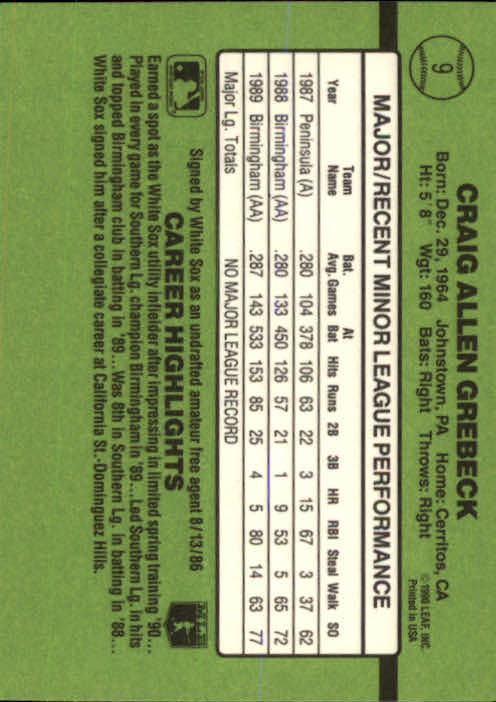 9
CRAIG ALLEN GREBECK
© 1990 LEAF, INC.
Printed in USA
Born: Dec. 29, 1964 Johnstown, PA Home: Cerritos, CA
Ht: 5' 8" Wgt: 160 Bats: Right Throws: Right
MAJOR/RECENT MINOR LEAGUE PERFORMANCE
Team Bat. At
Year Name Avg. Games Bat Hits Runs 2B 3B HR RBI Steal Walk SO
1987 Peninsula (A) .280 104 378 106 63 22 3 15 67 3 37 62
1988 Birmingham (AA) .280 133 450 126 57 21 1 9 53 5 65 72
1989 Birmingham (AA) .287 143 533 153 85 25 4 5 80 14 63 77
Major Lg. Totals NO MAJOR LEAGUE RECORD
Signed by White Sox as an undrafted amateur free agent 8/13/86
CAREER HIGHLIGHTS
Earned a spot as the White Sox utility infielder after impressing in limited spring training '90...
Played in every game for Southern Lg. champion Birmingham in '89...Led Southern Lg. in hits
and topped Birmingham club in batting in '89...Was 8th in Southern Lg. in batting in '88...
White Sox signed him after a collegiate career at California St.-Dominguez Hills.